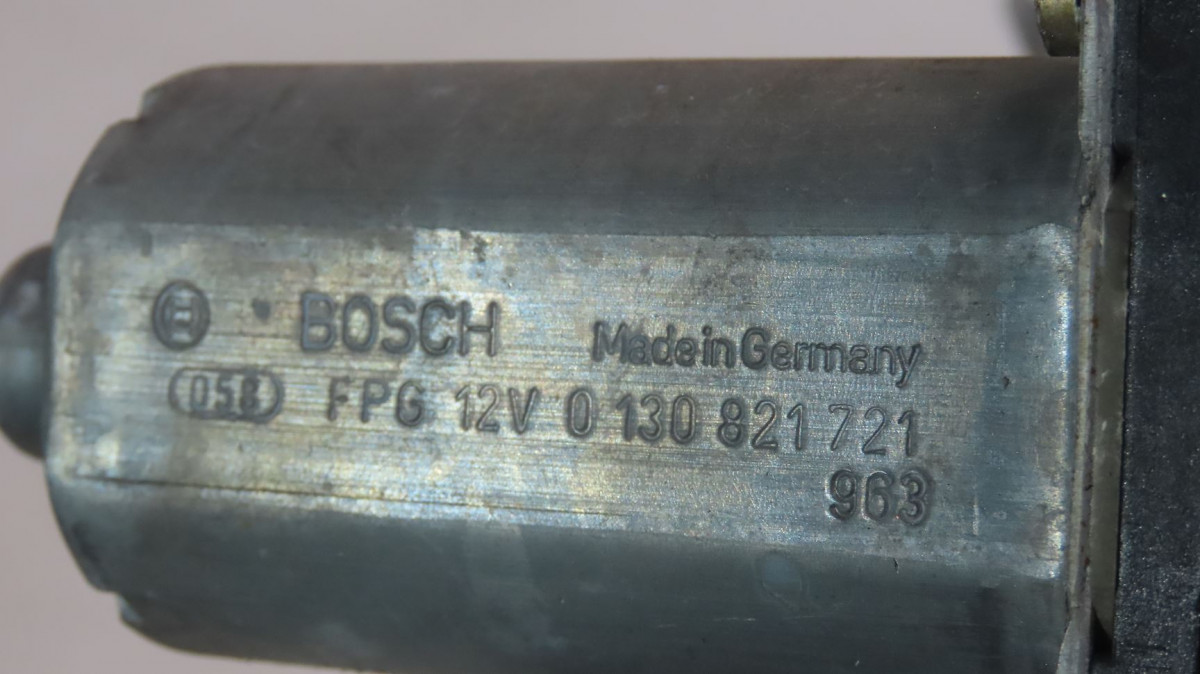 BOSCH Made in Germany
058 FPG 12V 0 130 821 721
963